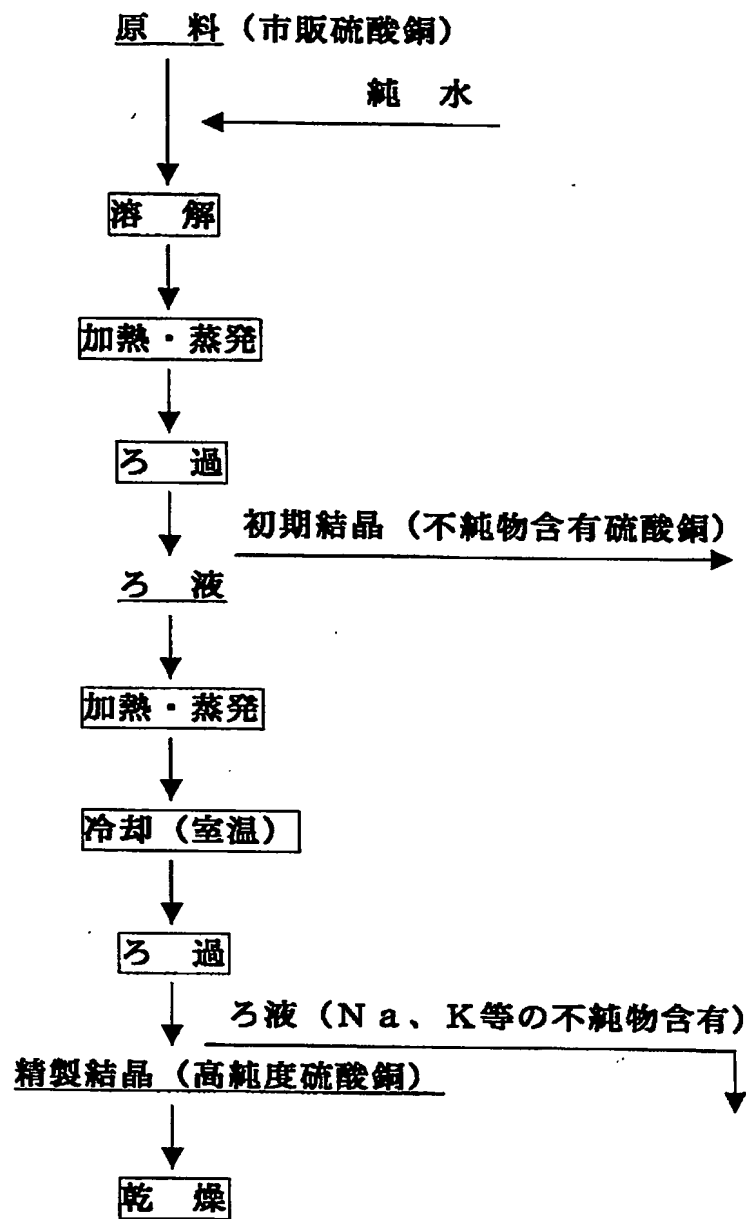 原 料 (市販硫酸銅)
純 水
溶 解
加熱・蒸発
ろ 過
初期結晶 (不純物含有硫酸銅)
ろ 液
加熱・蒸発
冷却 (室温)
ろ 過
ろ液 (Na、K等の不純物含有)
精製結晶 (高純度硫酸銅)
乾 燥